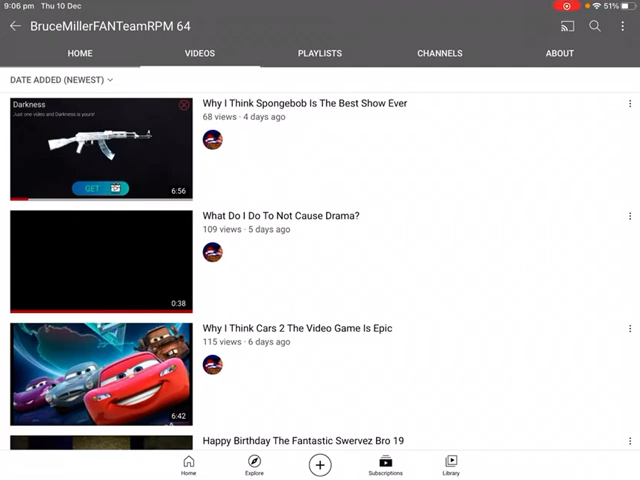 9:06 pm Thu 10 Dec 51%
BruceMillerFANTeamRPM 64
HOME VIDEOS PLAYLISTS CHANNELS ABOUT
DATE ADDED (NEWEST)
Darkness
Just one video and Darkness is yours!
GET
6:56
Why I Think Spongebob Is The Best Show Ever
68 views · 4 days ago
0:38
What Do I Do To Not Cause Drama?
109 views · 5 days ago
6:42
Why I Think Cars 2 The Video Game Is Epic
115 views · 6 days ago
Happy Birthday The Fantastic Swervez Bro 19
Home Explore Subscriptions Library